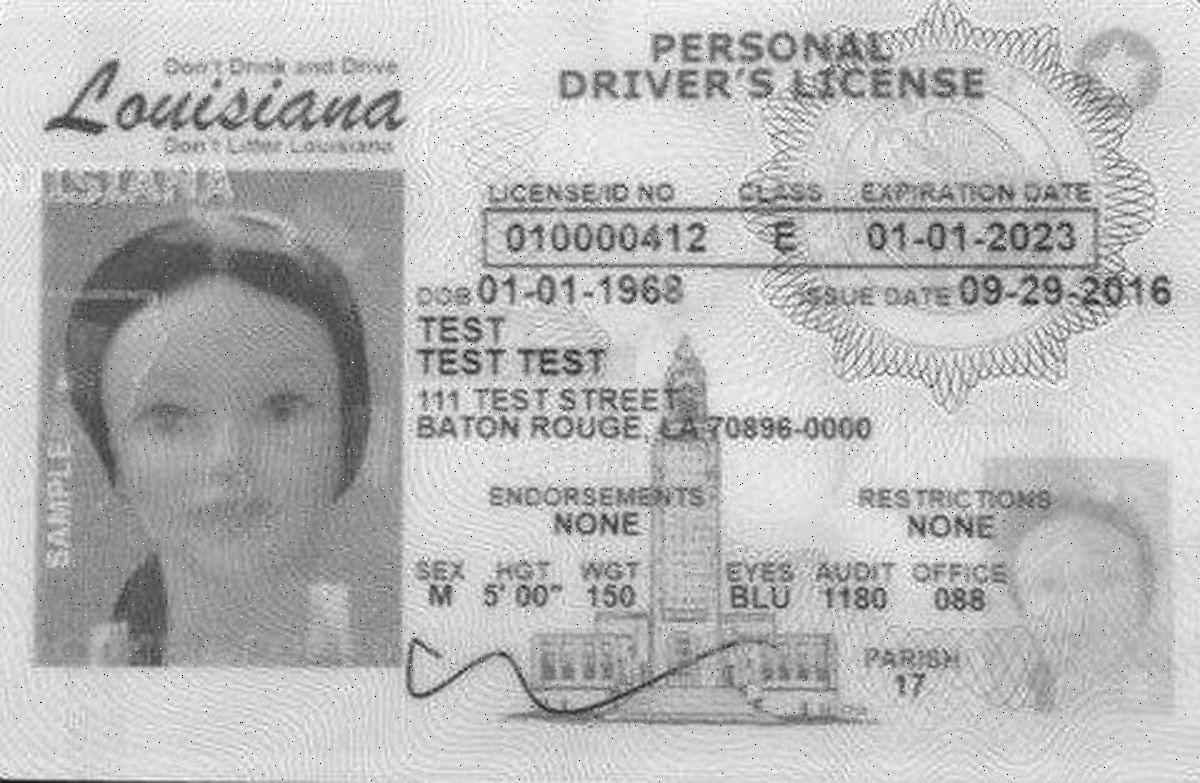 Don't Drink and Drive
Louisiana
Don't Litter Louisiana
PERSONAL
DRIVER'S LICENSE
LICENSE/ID NO CLASS EXPIRATION DATE
010000412 E 01-01-2023
DOB 01-01-1968 ISSUE DATE 09-29-2016
TEST
TEST TEST
111 TEST STREET
BATON ROUGE, LA 70896-0000
ENDORSEMENTS RESTRICTIONS
NONE NONE
SEX HGT WGT EYES AUDIT OFFICE
M 5' 00" 150 BLU 1180 088
PARISH
17
SAMPLE